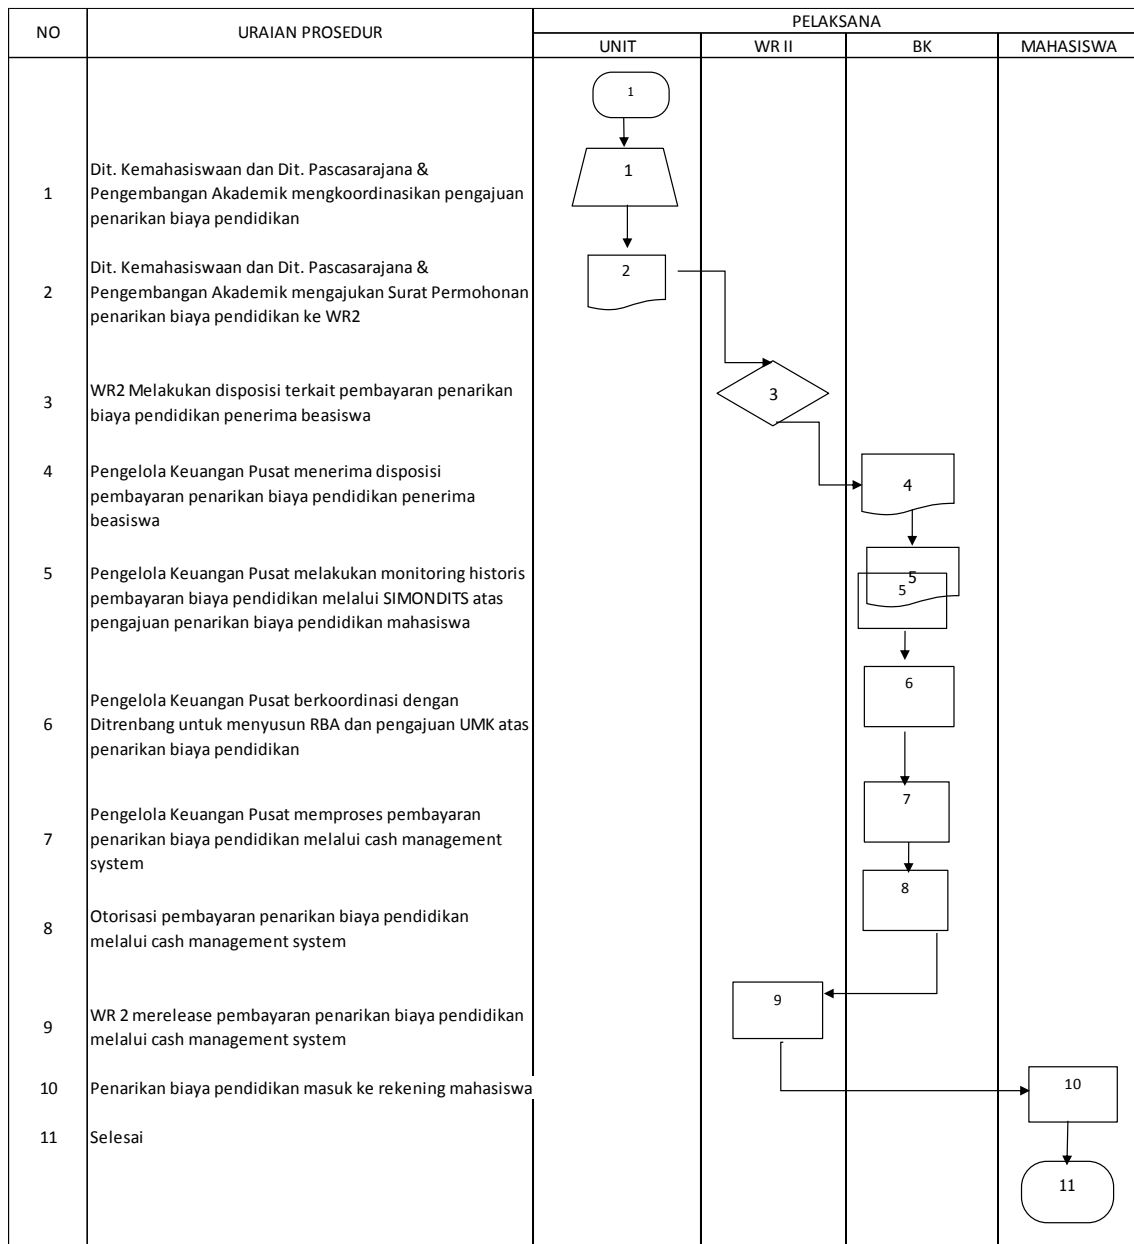 NO
URAIAN PROSEDUR
PELAKSANA
UNIT
WR II
BK
MAHASISWA
1
1
Dit. Kemahasiswaan dan Dit. Pascasarajana &
Pengembangan Akademik mengkoordinasikan pengajuan
penarikan biaya pendidikan
1
2
Dit. Kemahasiswaan dan Dit. Pascasarajana &
Pengembangan Akademik mengajukan Surat Permohonan
penarikan biaya pendidikan ke WR2
2
3
WR2 Melakukan disposisi terkait pembayaran penarikan
biaya pendidikan penerima beasiswa
3
4
Pengelola Keuangan Pusat menerima disposisi
pembayaran penarikan biaya pendidikan penerima
beasiswa
4
5
Pengelola Keuangan Pusat melakukan monitoring historis
pembayaran biaya pendidikan melalui SIMONDITS atas
pengajuan penarikan biaya pendidikan mahasiswa
5
5
6
Pengelola Keuangan Pusat berkoordinasi dengan
Ditrenbang untuk menyusun RBA dan pengajuan UMK atas
penarikan biaya pendidikan
6
7
Pengelola Keuangan Pusat memproses pembayaran
penarikan biaya pendidikan melalui cash management
system
7
8
Otorisasi pembayaran penarikan biaya pendidikan
melalui cash management system
8
9
WR 2 merelease pembayaran penarikan biaya pendidikan
melalui cash management system
9
10
Penarikan biaya pendidikan masuk ke rekening mahasiswa
10
11
Selesai
11